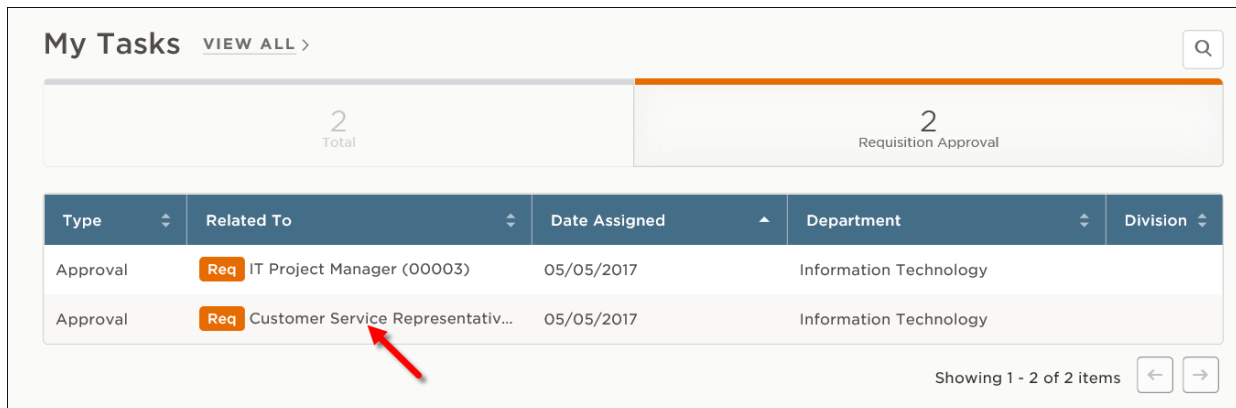 My Tasks VIEW ALL >
2
Total
2
Requisition Approval
Type Related To Date Assigned Department Division
Approval Req IT Project Manager (00003) 05/05/2017 Information Technology
Approval Req Customer Service Representativ... 05/05/2017 Information Technology
Showing 1 - 2 of 2 items